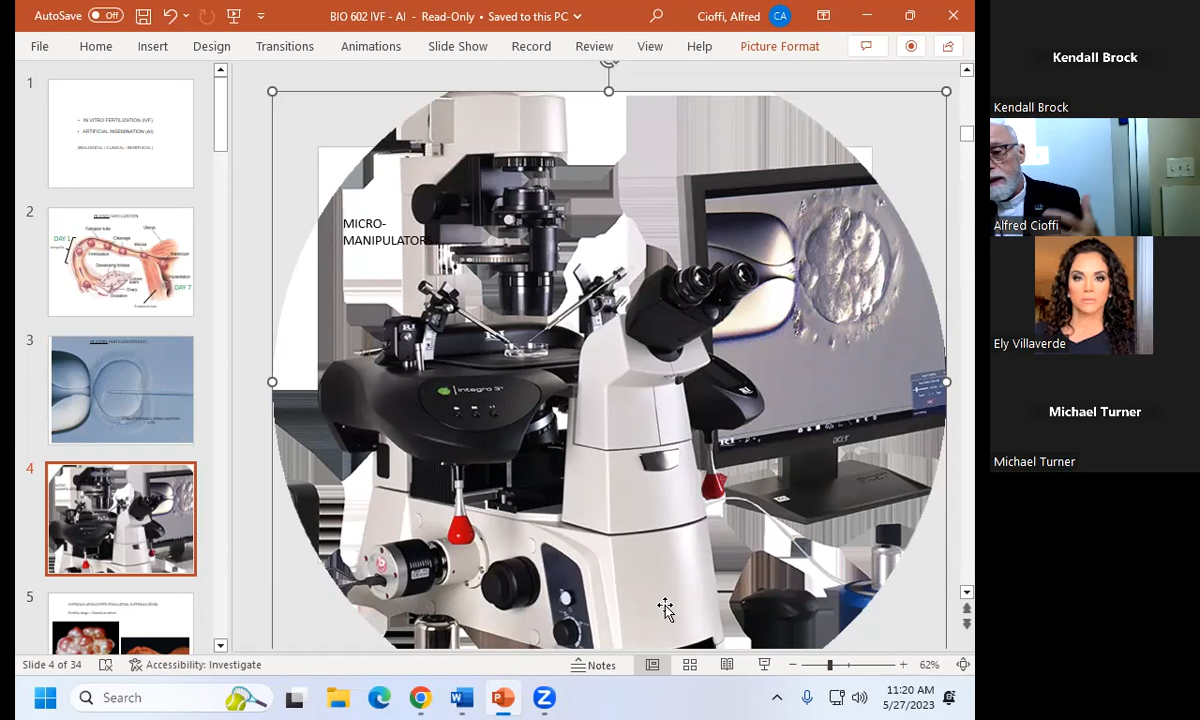 AutoSave Off
BIO 602 IVF - AI - Read-Only • Saved to this PC
Cioffi, Alfred CA
File Home Insert Design Transitions Animations Slide Show Record Review View Help Picture Format
1
• IN VITRO FERTILIZATION (IVF)
• ARTIFICIAL INSEMINATION (AI)
2
DAY 1
DAY 7
3
4
5
MICRO-
MANIPULATORS
RI
integra 3
acer
Kendall Brock
Kendall Brock
Alfred Cioffi
Ely Villaverde
Michael Turner
Michael Turner
Slide 4 of 34 Accessibility: Investigate Notes 62%
Search
11:20 AM
5/27/2023